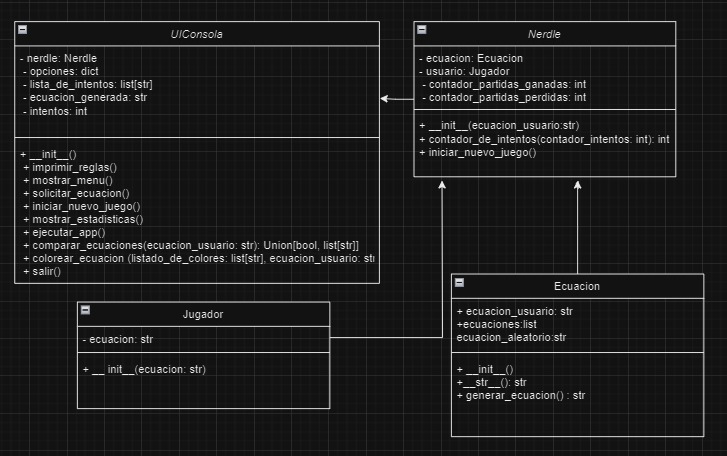 UIConsola
- nerdle: Nerdle
- opciones: dict
- lista_de_intentos: list[str]
- ecuacion_generada: str
- intentos: int
+ __init__()
+ imprimir_reglas()
+ mostrar_menu()
+ solicitar_ecuacion()
+ iniciar_nuevo_juego()
+ mostrar_estadisticas()
+ ejecutar_app()
+ comparar_ecuaciones(ecuacion_usuario: str): Union[bool, list[str]]
+ colorear_ecuacion (listado_de_colores: list[str], ecuacion_usuario: str
+ salir()
Nerdle
- ecuacion: Ecuacion
- usuario: Jugador
- contador_partidas_ganadas: int
- contador_partidas_perdidas: int
+ __init__(ecuacion_usuario:str)
+ contador_de_intentos(contador_intentos: int): int
+ iniciar_nuevo_juego()
Jugador
- ecuacion: str
+ __ init__(ecuacion: str)
Ecuacion
+ ecuacion_usuario: str
+ecuaciones:list
ecuacion_aleatorio:str
+ __init__()
+__str__(): str
+ generar_ecuacion() : str